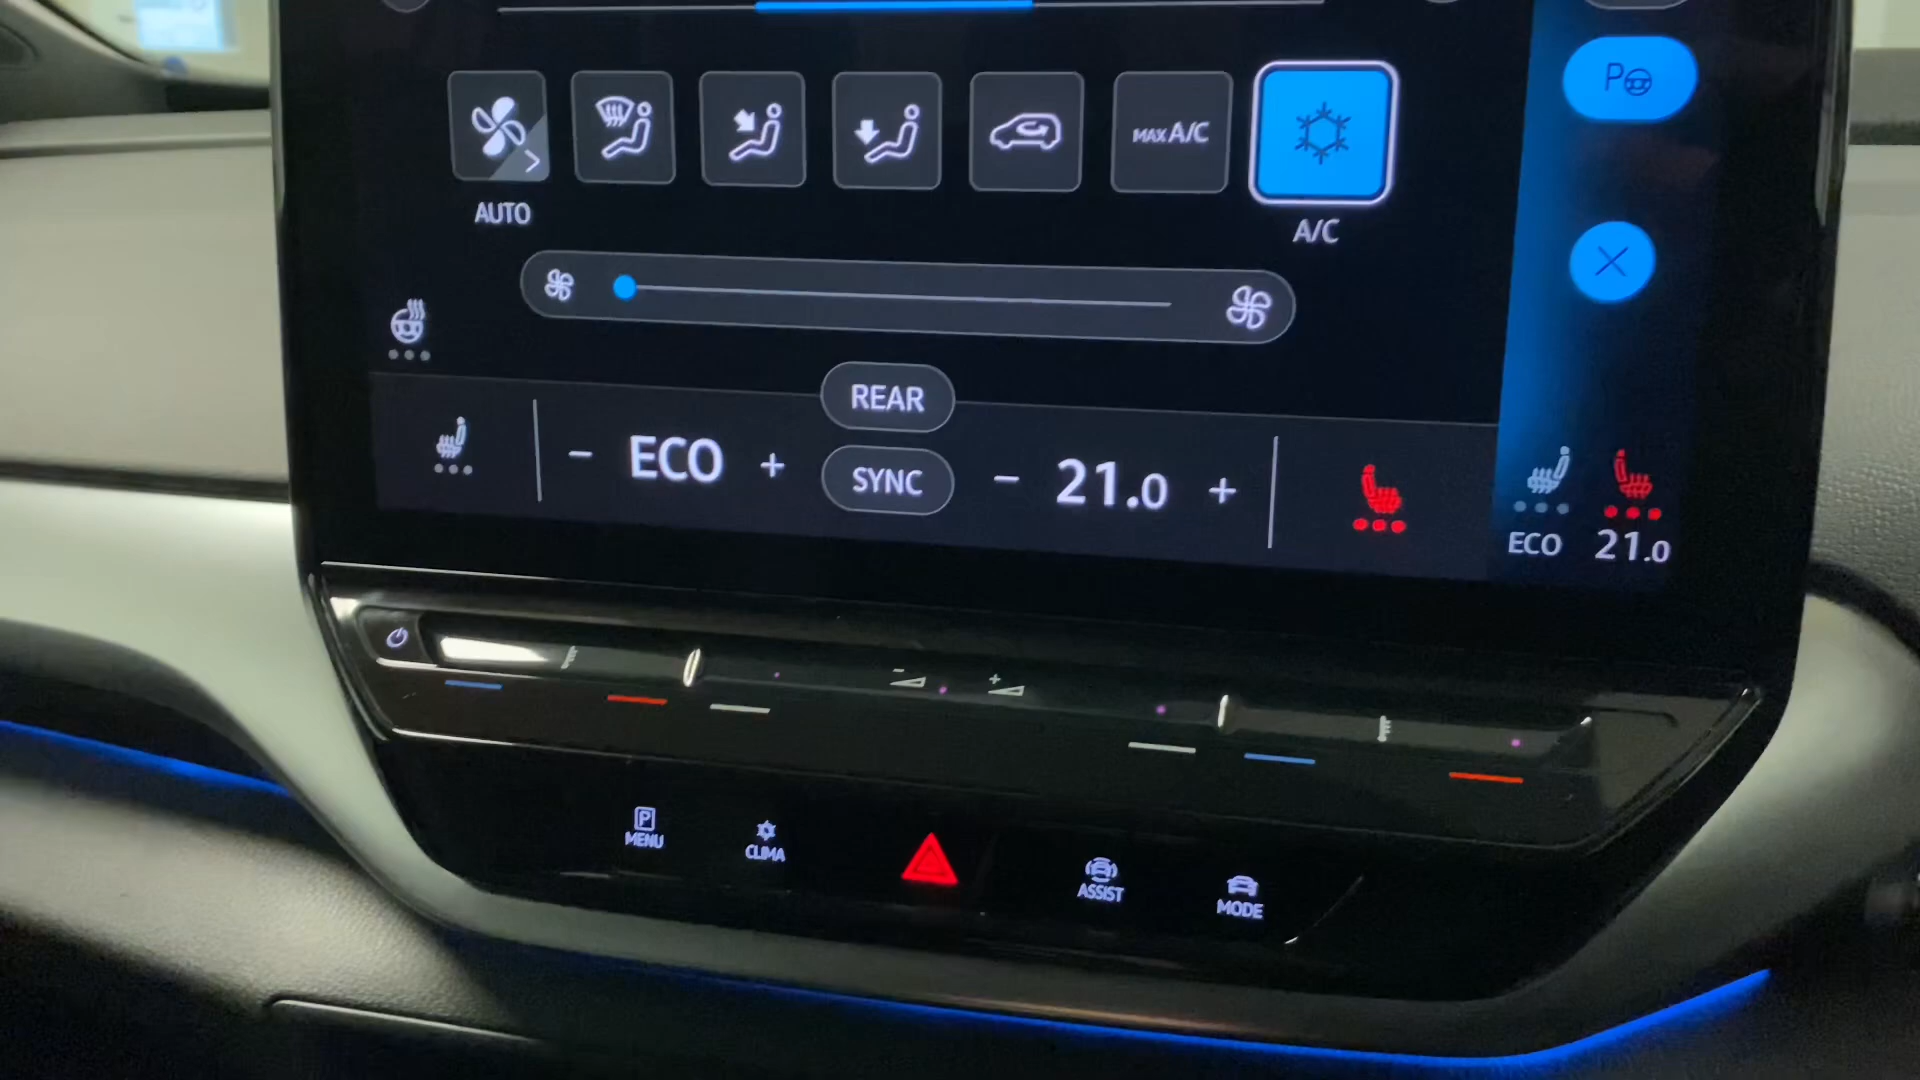 P
MAX A/C
AUTO
A/C
REAR
- ECO +
SYNC
- 21.0 +
ECO 21.0
- +
P
MENU
CLIMA
ASSIST
MODE